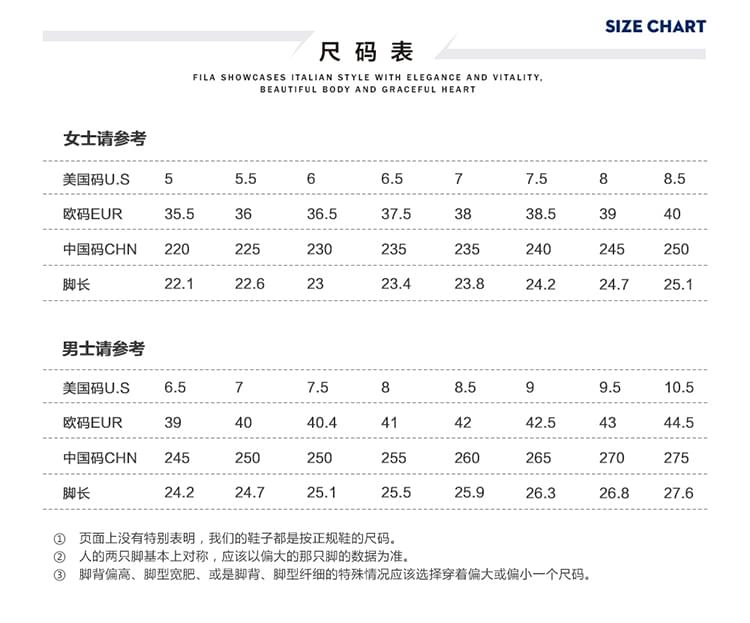 SIZE CHART
尺码表
FILA SHOWCASES ITALIAN STYLE WITH ELEGANCE AND VITALITY,
BEAUTIFUL BODY AND GRACEFUL HEART
女士请参考
美国码U.S 5 5.5 6 6.5 7 7.5 8 8.5
欧码EUR 35.5 36 36.5 37.5 38 38.5 39 40
中国码CHN 220 225 230 235 235 240 245 250
脚长 22.1 22.6 23 23.4 23.8 24.2 24.7 25.1
男士请参考
美国码U.S 6.5 7 7.5 8 8.5 9 9.5 10.5
欧码EUR 39 40 40.4 41 42 42.5 43 44.5
中国码CHN 245 250 250 255 260 265 270 275
脚长 24.2 24.7 25.1 25.5 25.9 26.3 26.8 27.6
① 页面上没有特别表明，我们的鞋子都是按正规鞋的尺码。
② 人的两只脚基本上对称，应该以偏大的那只脚的数据为准。
③ 脚背偏高、脚型宽肥、或是脚背、脚型纤细的特殊情况应该选择穿着偏大或偏小一个尺码。